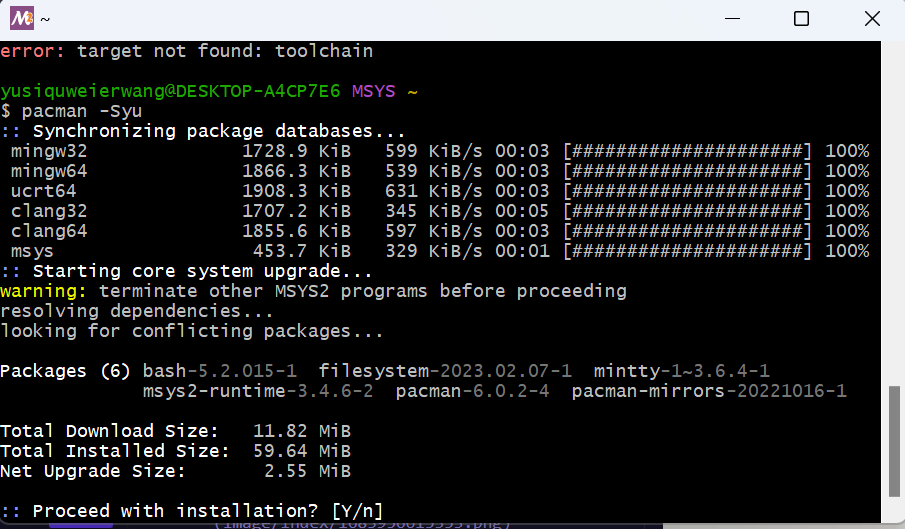 ~
error: target not found: toolchain
yusiquweierwang@DESKTOP-A4CP7E6 MSYS ~
$ pacman -Syu
:: Synchronizing package databases...
mingw32 1728.9 KiB 599 KiB/s 00:03 [#####################] 100%
mingw64 1866.3 KiB 539 KiB/s 00:03 [#####################] 100%
ucrt64 1908.3 KiB 631 KiB/s 00:03 [#####################] 100%
clang32 1707.2 KiB 345 KiB/s 00:05 [#####################] 100%
clang64 1855.6 KiB 597 KiB/s 00:03 [#####################] 100%
msys 453.7 KiB 329 KiB/s 00:01 [#####################] 100%
:: Starting core system upgrade...
warning: terminate other MSYS2 programs before proceeding
resolving dependencies...
looking for conflicting packages...
Packages (6) bash-5.2.015-1 filesystem-2023.02.07-1 mintty-1~3.6.4-1
msys2-runtime-3.4.6-2 pacman-6.0.2-4 pacman-mirrors-20221016-1
Total Download Size: 11.82 MiB
Total Installed Size: 59.64 MiB
Net Upgrade Size: 2.55 MiB
:: Proceed with installation? [Y/n]